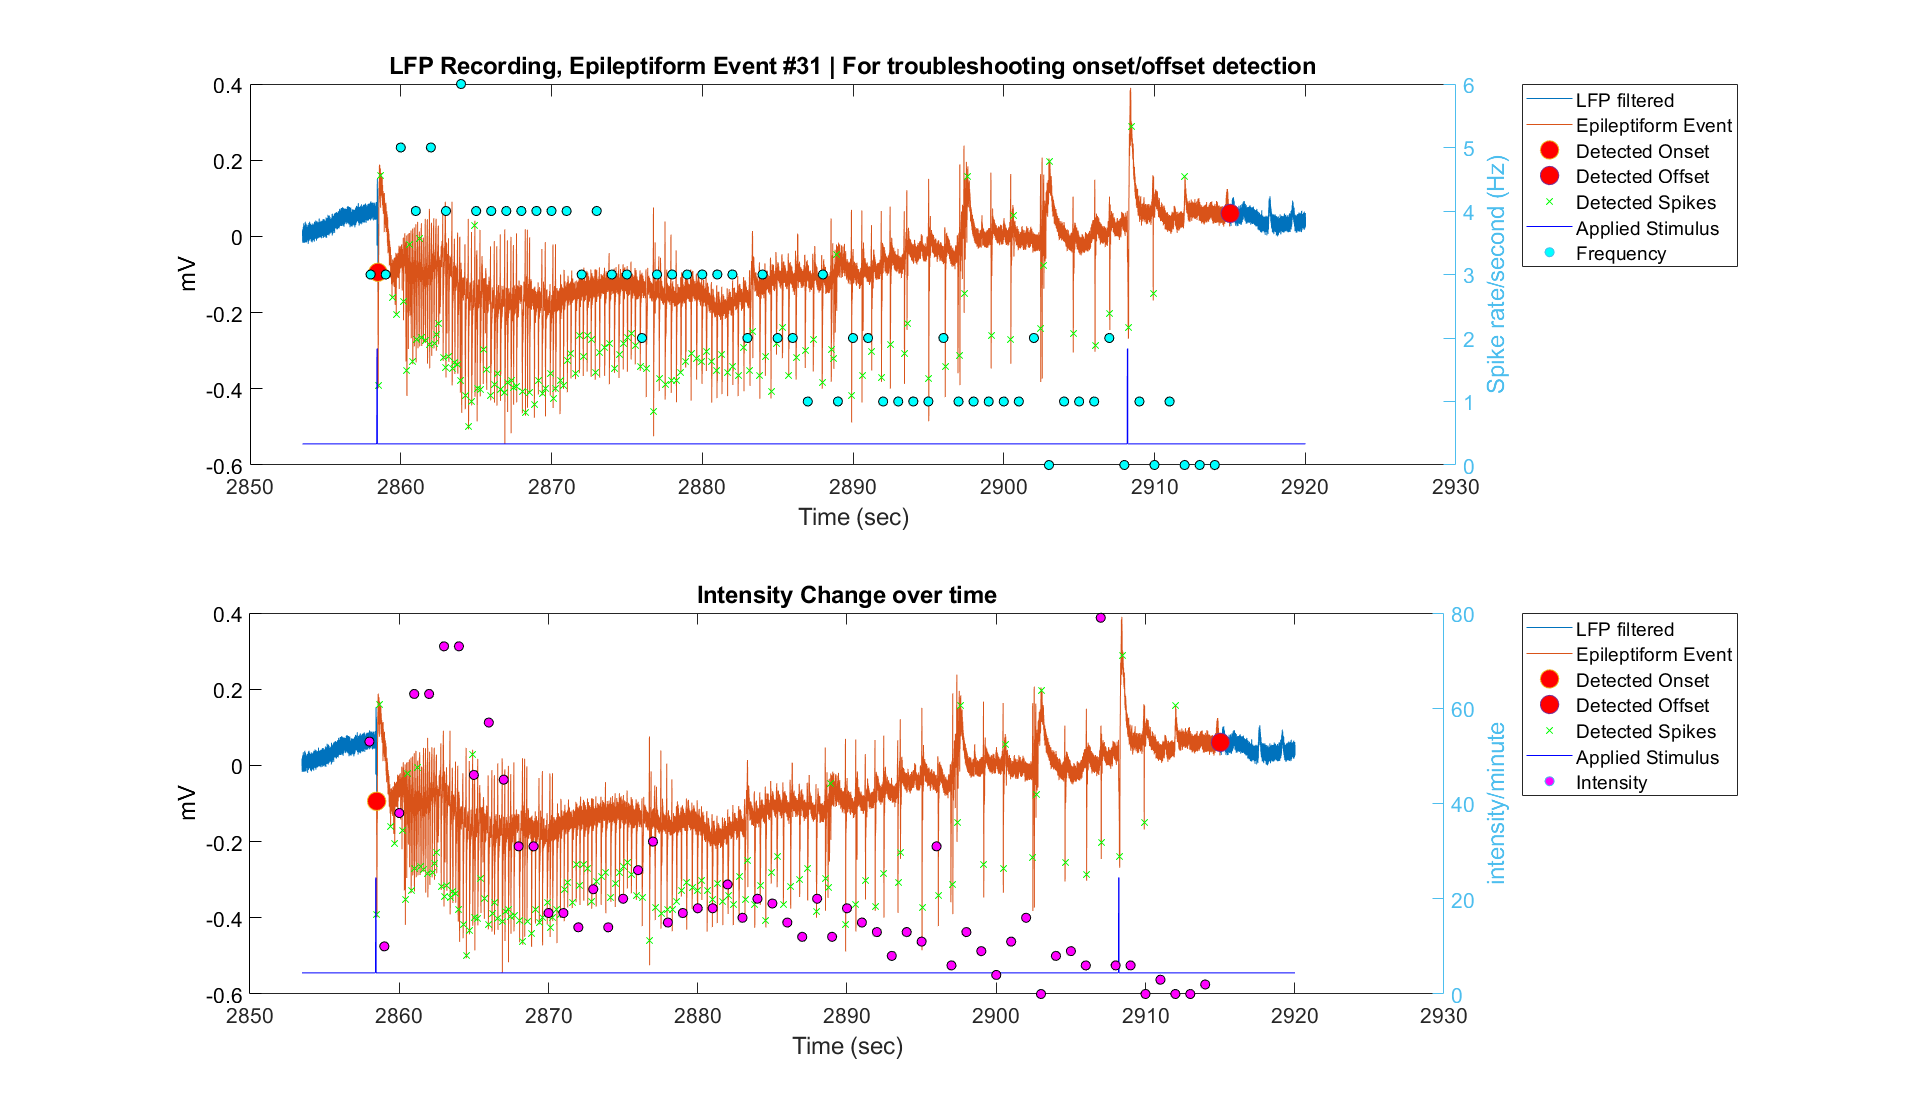 LFP Recording, Epileptiform Event #31 | For troubleshooting onset/offset detection
0.4
0.2
0
-0.2
-0.4
-0.6
mV
6
5
4
3
2
1
0
Spike rate/second (Hz)
2850 2860 2870 2880 2890 2900 2910 2920 2930
Time (sec)
LFP filtered
Epileptiform Event
Detected Onset
Detected Offset
Detected Spikes
Applied Stimulus
Frequency
Intensity Change over time
0.4
0.2
0
-0.2
-0.4
-0.6
mV
80
60
40
20
0
intensity/minute
2850 2860 2870 2880 2890 2900 2910 2920 2930
Time (sec)
LFP filtered
Epileptiform Event
Detected Onset
Detected Offset
Detected Spikes
Applied Stimulus
Intensity